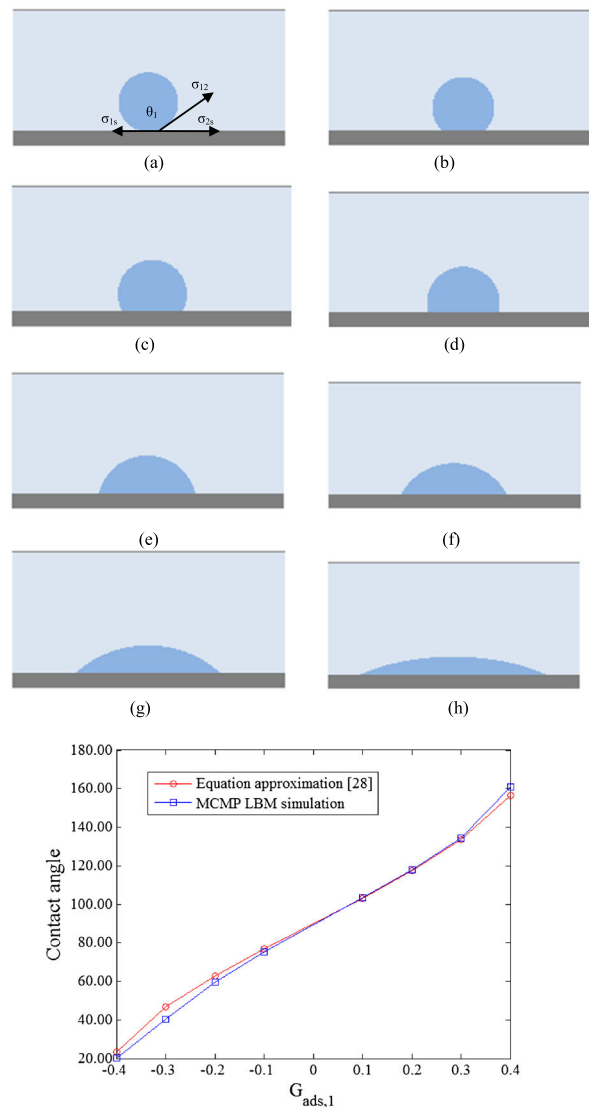 σ12
θ1
σ1s
σ2s
(a)
(b)
(c)
(d)
(e)
(f)
(g)
(h)
180.00
160.00
140.00
120.00
100.00
80.00
60.00
40.00
20.00
Contact angle
Equation approximation [28]
MCMP LBM simulation
-0.4
-0.3
-0.2
-0.1
0
0.1
0.2
0.3
0.4
Gads,1